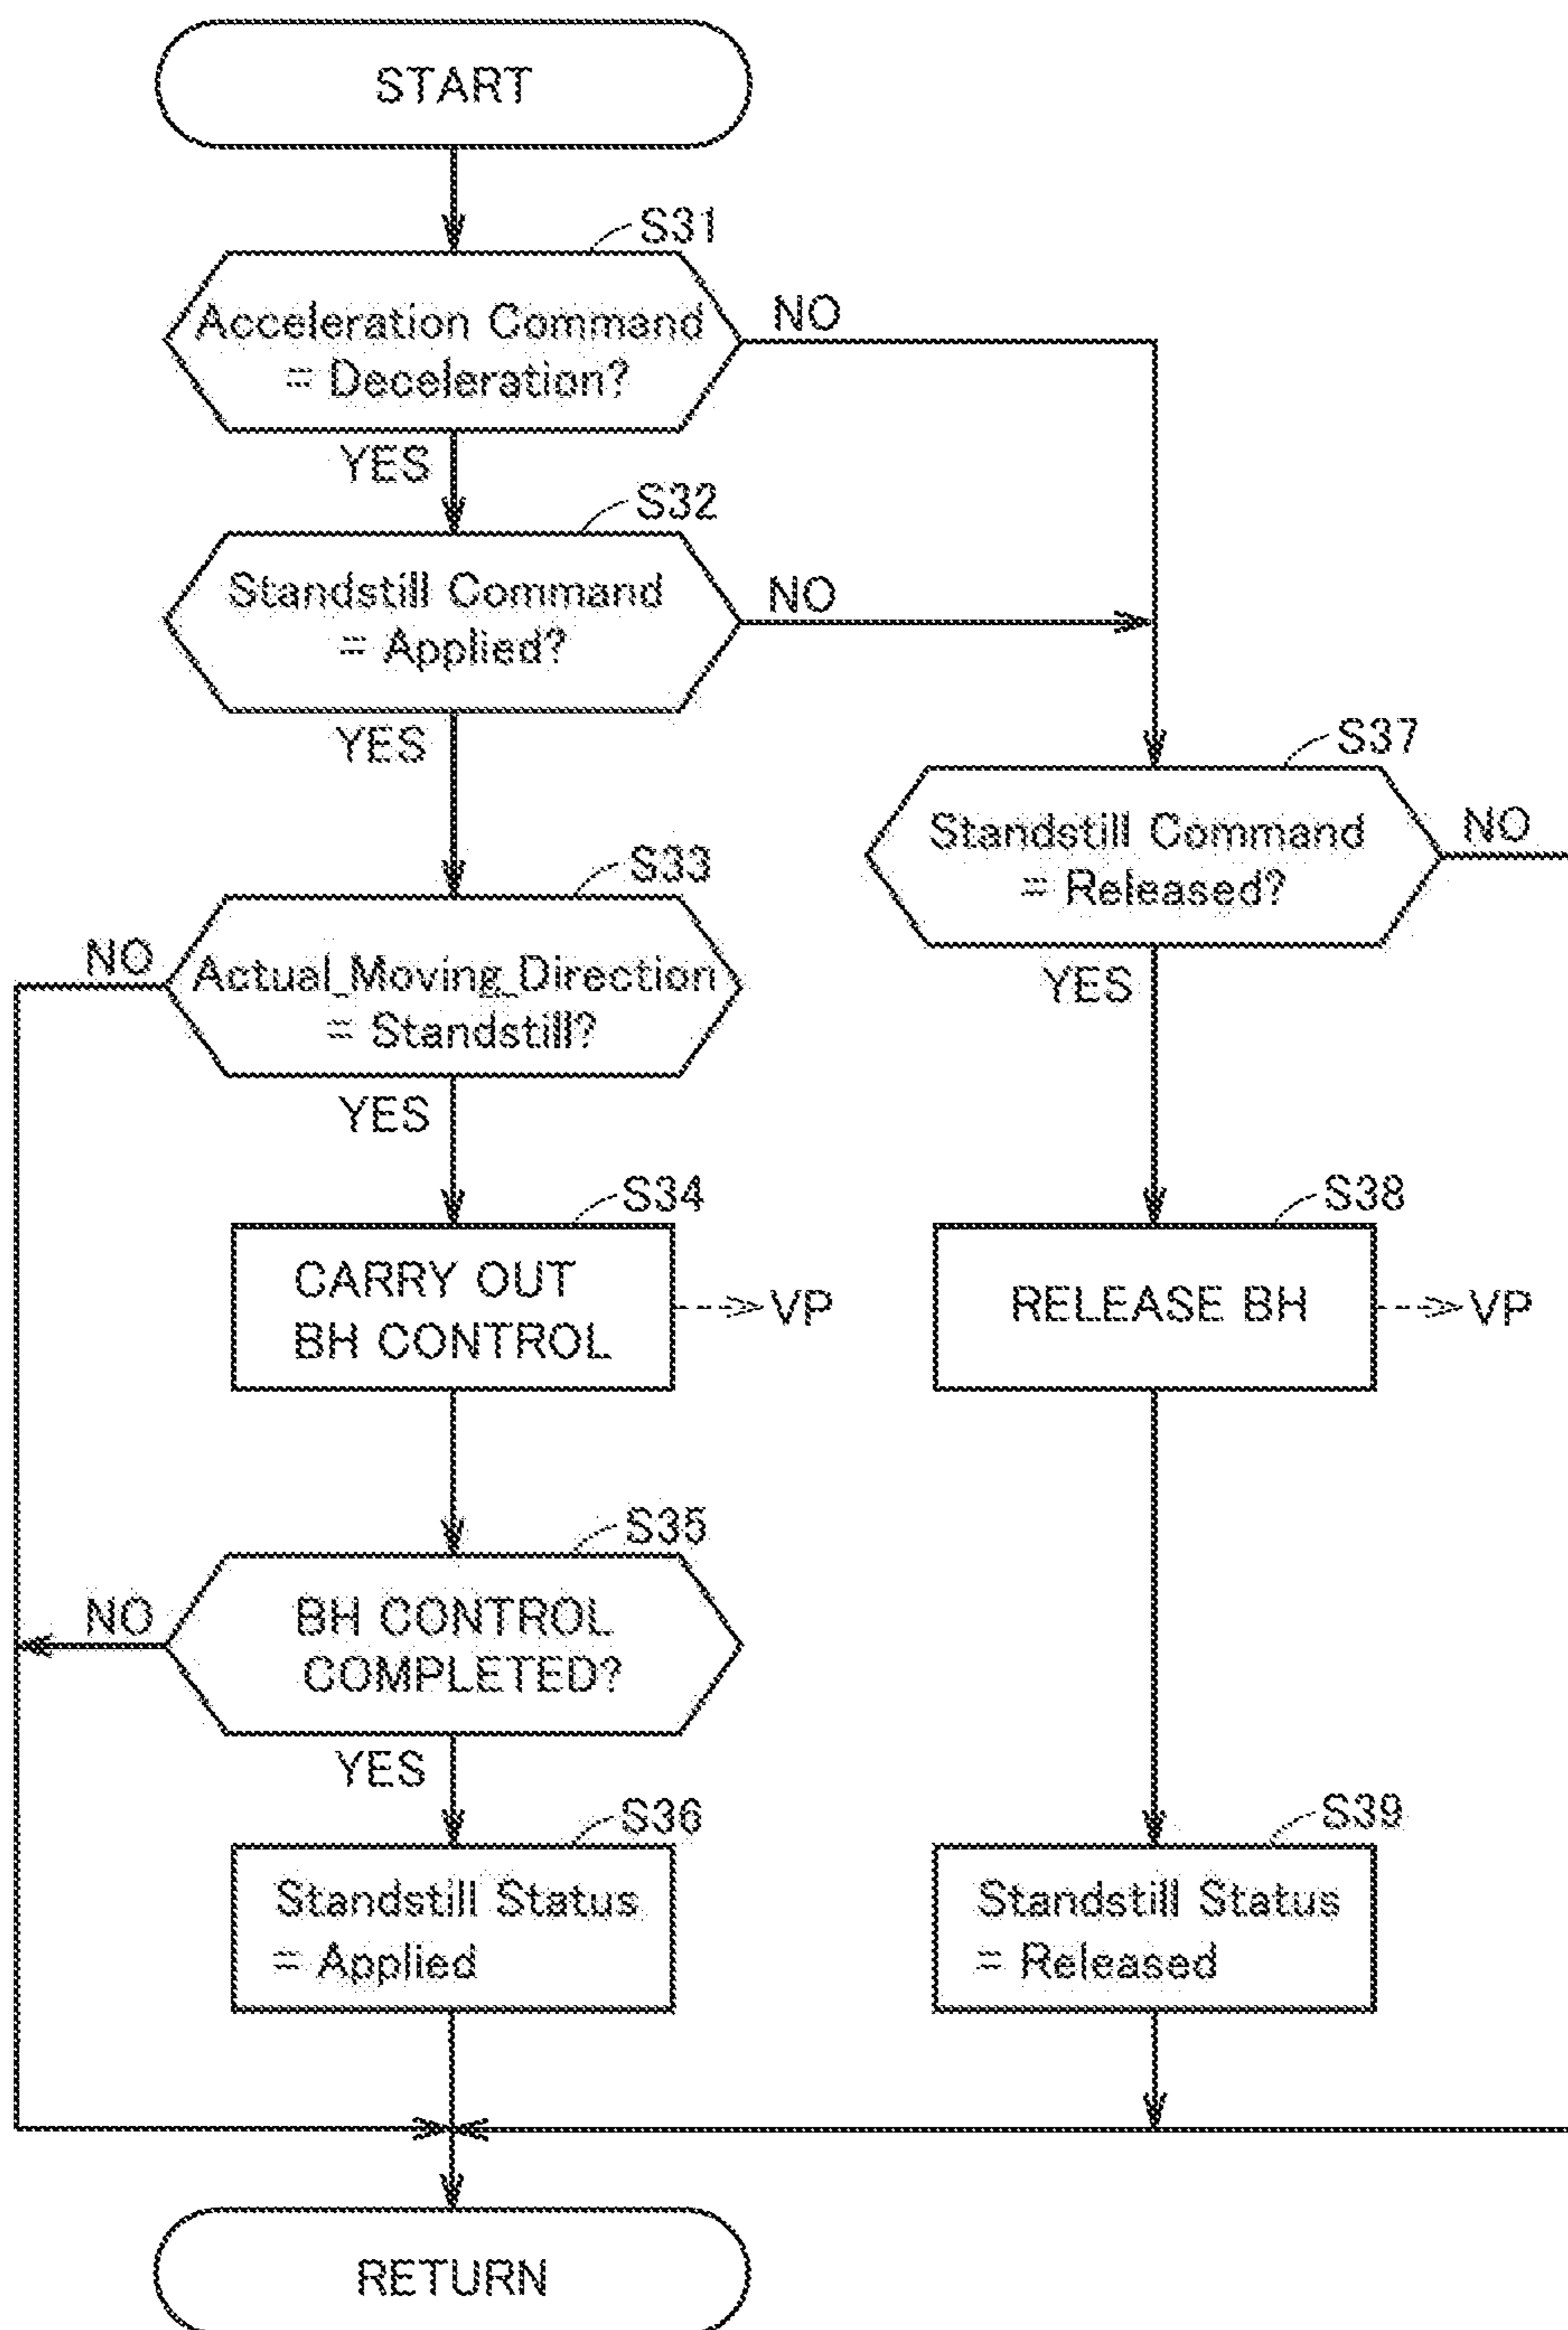 START
S31
Acceleration Command
= Deceleration?
NO
YES
S32
Standstill Command
= Applied?
NO
YES
S37
Standstill Command
= Released?
NO
YES
S33
Actual_Moving_Direction
= Standstill?
NO
YES
S34
CARRY OUT
BH CONTROL
VP
S38
RELEASE BH
VP
S35
BH CONTROL
COMPLETED?
NO
YES
S36
Standstill Status
= Applied
S39
Standstill Status
= Released
RETURN